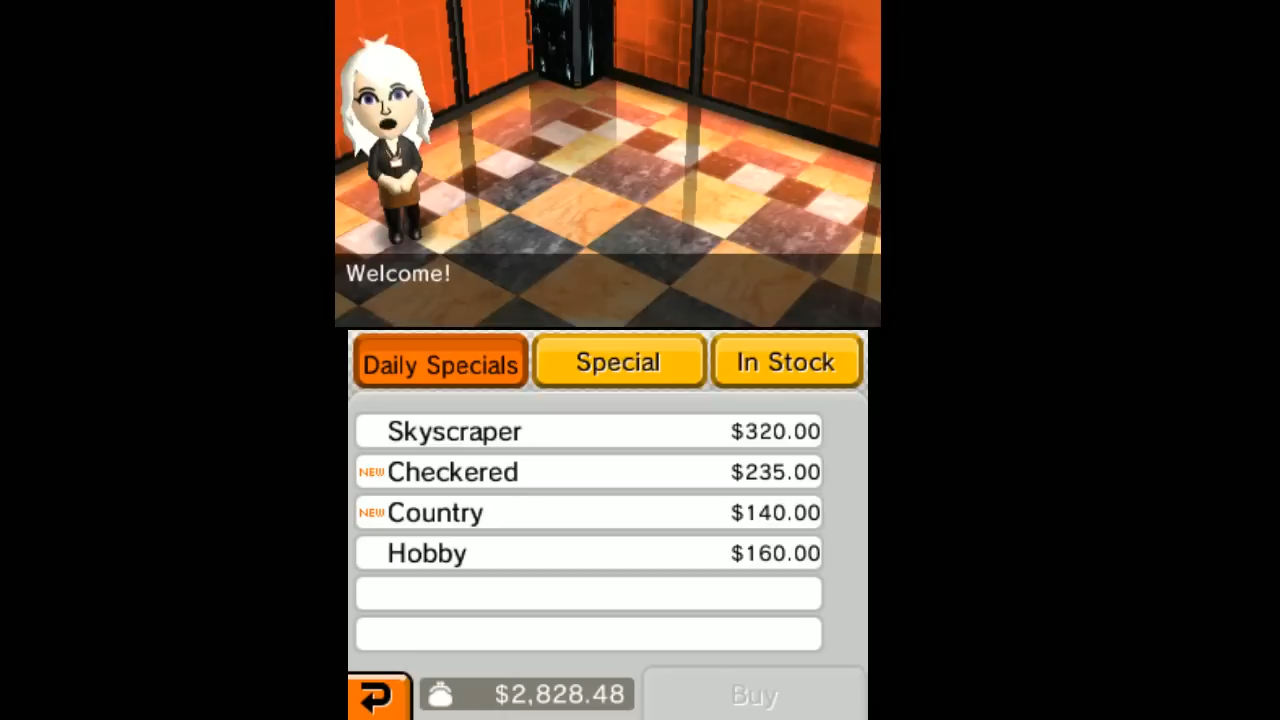 Welcome!
Daily Specials Special In Stock
Skyscraper $320.00
NEW Checkered $235.00
NEW Country $140.00
Hobby $160.00
$2,828.48 Buy